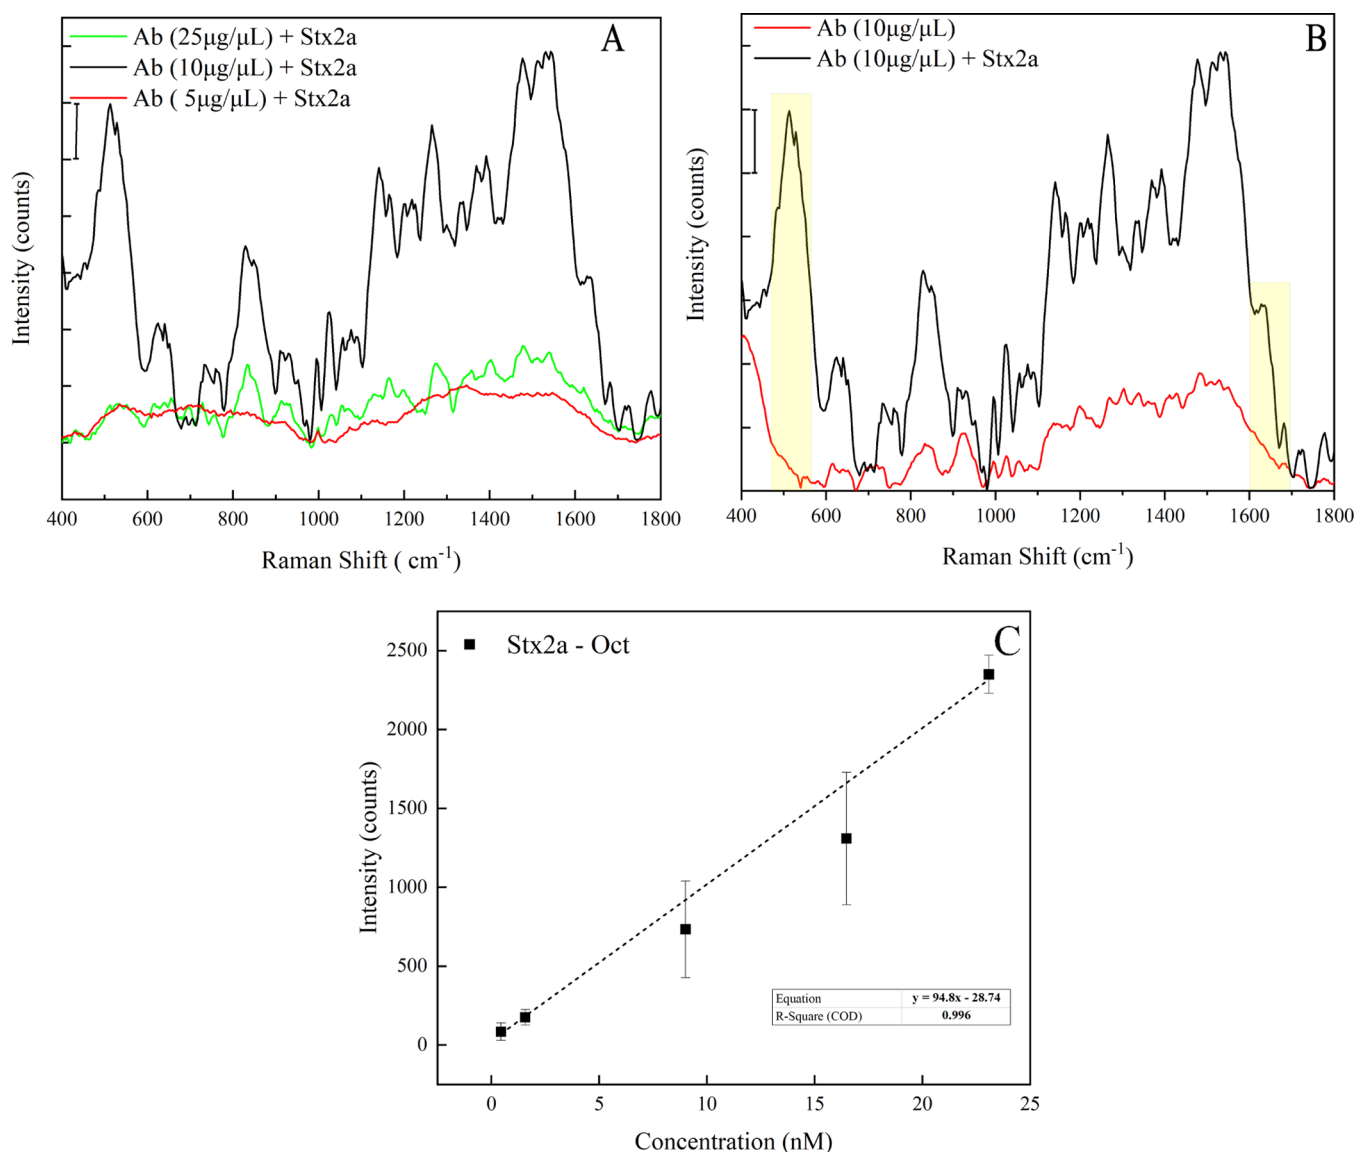 A
Ab (25μg/μL) + Stx2a
Ab (10μg/μL) + Stx2a
Ab ( 5μg/μL) + Stx2a
Intensity (counts)
400 600 800 1000 1200 1400 1600 1800
Raman Shift ( cm-1)
B
Ab (10μg/μL)
Ab (10μg/μL) + Stx2a
Intensity (counts)
400 600 800 1000 1200 1400 1600 1800
Raman Shift (cm-1)
C
Stx2a - Oct
2500
2000
1500
1000
500
0
Intensity (counts)
Equation y = 94.8x - 28.74
R-Square (COD) 0.996
0 5 10 15 20 25
Concentration (nM)